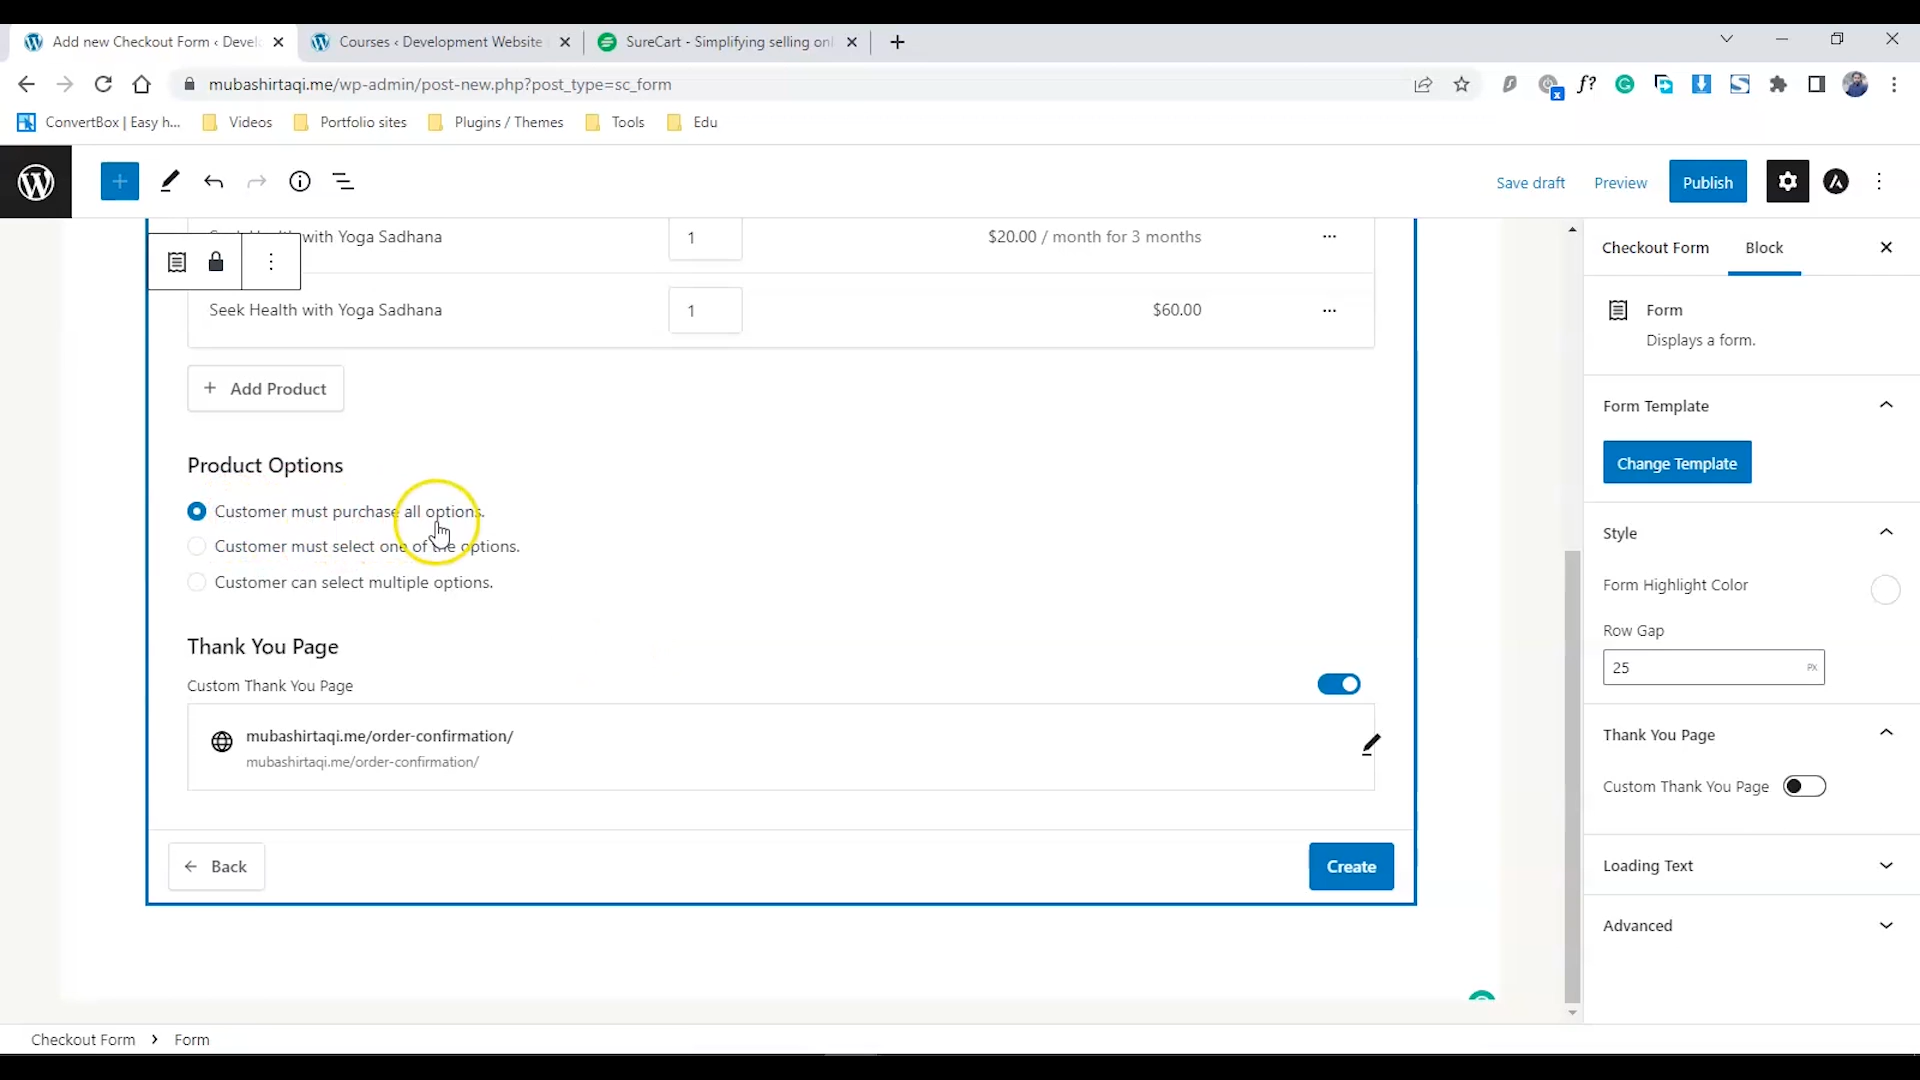 Add new Checkout Form ‹ Devel
Courses ‹ Development Website
SureCart - Simplifying selling onl
mubashirtaqi.me/wp-admin/post-new.php?post_type=sc_form
ConvertBox | Easy h...
Videos
Portfolio sites
Plugins / Themes
Tools
Edu
Save draft
Preview
Publish
with Yoga Sadhana
1
$20.00 / month for 3 months
Seek Health with Yoga Sadhana
1
$60.00
+ Add Product
Product Options
Customer must purchase all options.
Customer must select one of the options.
Customer can select multiple options.
Thank You Page
Custom Thank You Page
mubashirtaqi.me/order-confirmation/
mubashirtaqi.me/order-confirmation/
Back
Create
Checkout Form
Block
Form
Displays a form.
Form Template
Change Template
Style
Form Highlight Color
Row Gap
25
PX
Thank You Page
Custom Thank You Page
Loading Text
Advanced
Checkout Form > Form